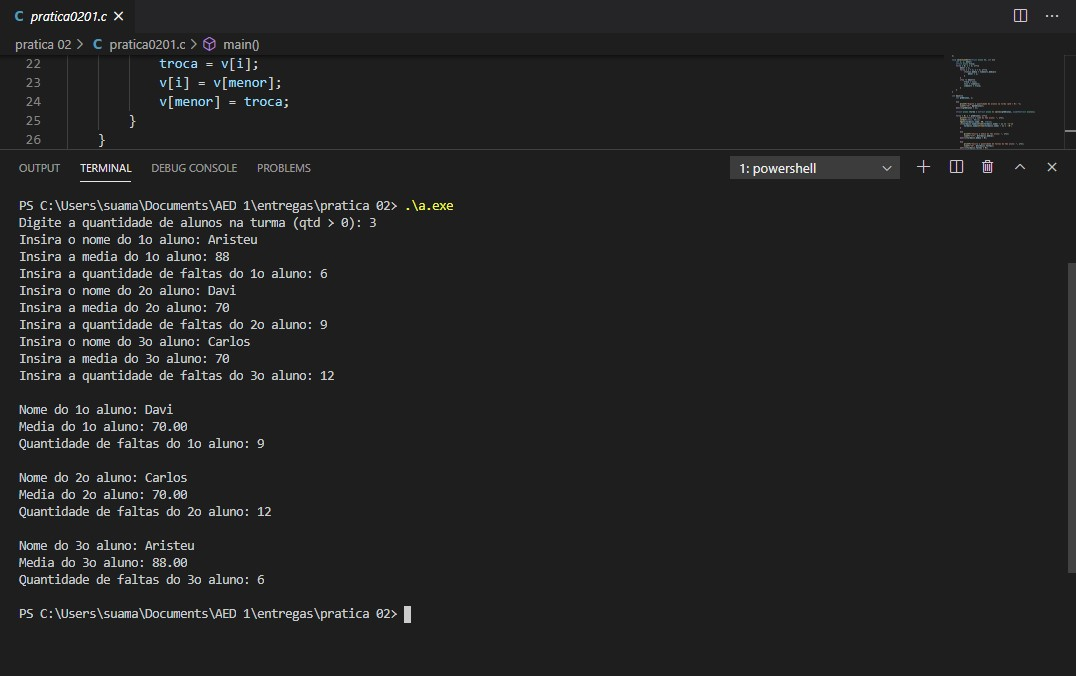 C pratica0201.c ×
pratica 02 > C pratica0201.c > main()
22 troca = v[i];
23 v[i] = v[menor];
24 v[menor] = troca;
25 }
26 }
OUTPUT TERMINAL DEBUG CONSOLE PROBLEMS 1: powershell
PS C:\Users\suama\Documents\AED 1\entregas\pratica 02> .\a.exe
Digite a quantidade de alunos na turma (qtd > 0): 3
Insira o nome do 1o aluno: Aristeu
Insira a media do 1o aluno: 88
Insira a quantidade de faltas do 1o aluno: 6
Insira o nome do 2o aluno: Davi
Insira a media do 2o aluno: 70
Insira a quantidade de faltas do 2o aluno: 9
Insira o nome do 3o aluno: Carlos
Insira a media do 3o aluno: 70
Insira a quantidade de faltas do 3o aluno: 12
Nome do 1o aluno: Davi
Media do 1o aluno: 70.00
Quantidade de faltas do 1o aluno: 9
Nome do 2o aluno: Carlos
Media do 2o aluno: 70.00
Quantidade de faltas do 2o aluno: 12
Nome do 3o aluno: Aristeu
Media do 3o aluno: 88.00
Quantidade de faltas do 3o aluno: 6
PS C:\Users\suama\Documents\AED 1\entregas\pratica 02>